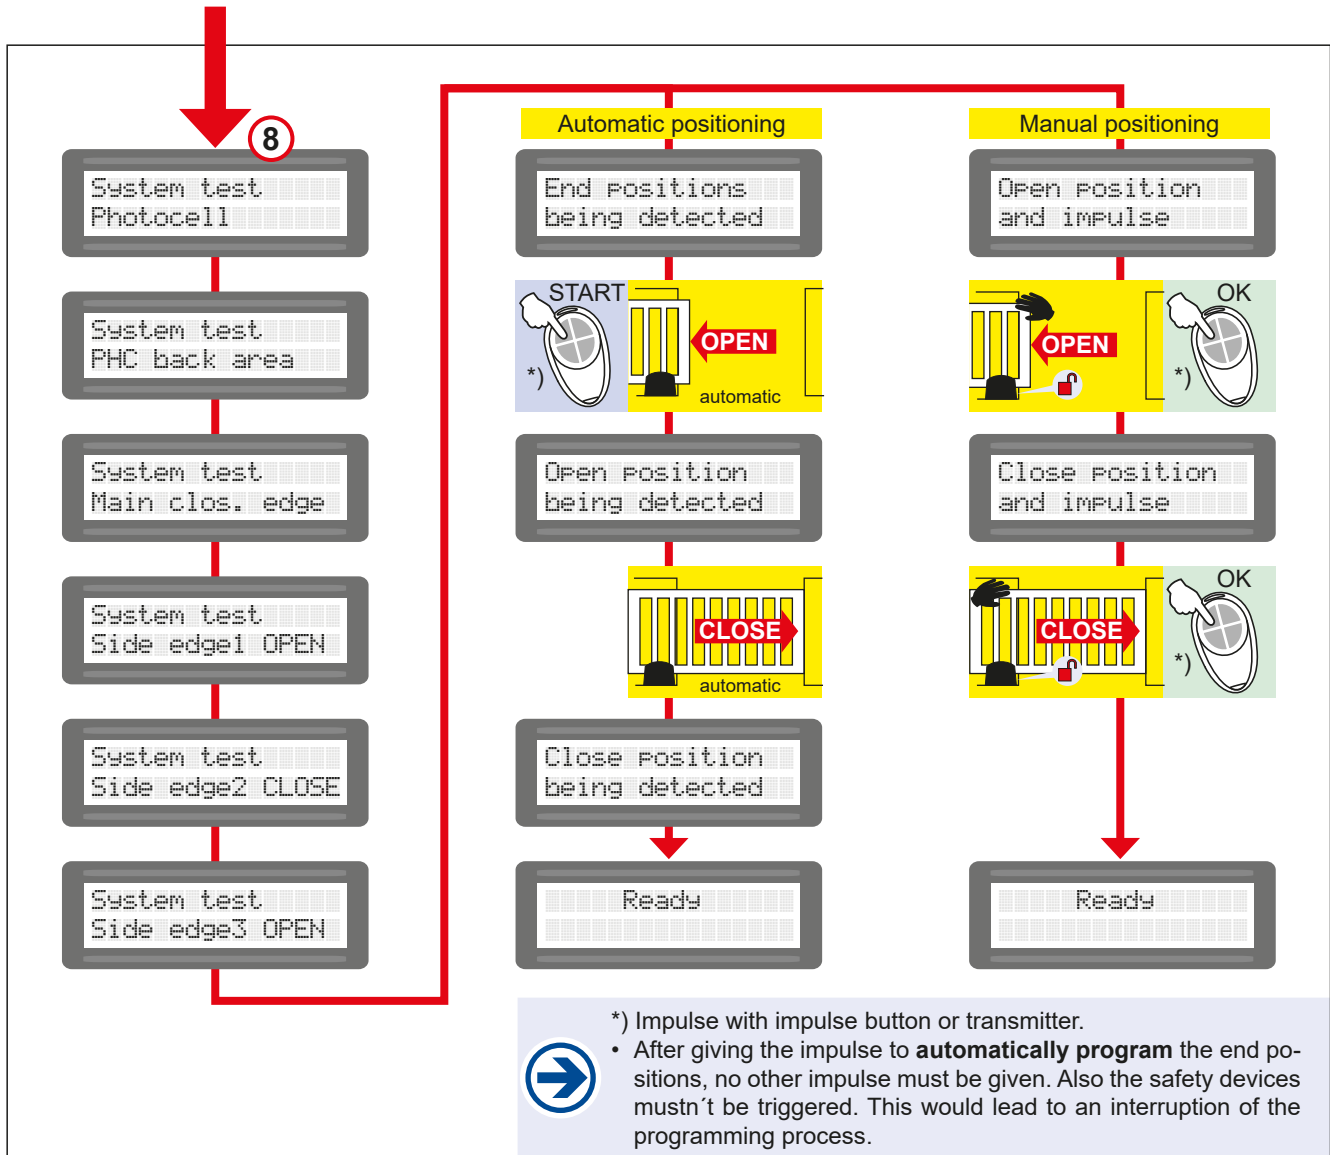 8
System test
Photocell
System test
PHC back area
System test
Main clos. edge
System test
Side edge1 OPEN
System test
Side edge2 CLOSE
System test
Side edge3 OPEN
Automatic positioning
End positions
being detected
START
*)
OPEN
automatic
Open position
being detected
CLOSE
automatic
Close position
being detected
Ready
Manual positioning
Open position
and impulse
OPEN
OK
*)
Close position
and impulse
CLOSE
OK
*)
Ready
*) Impulse with impulse button or transmitter.
• After giving the impulse to automatically program the end po-
sitions, no other impulse must be given. Also the safety devices
mustn´t be triggered. This would lead to an interruption of the
programming process.